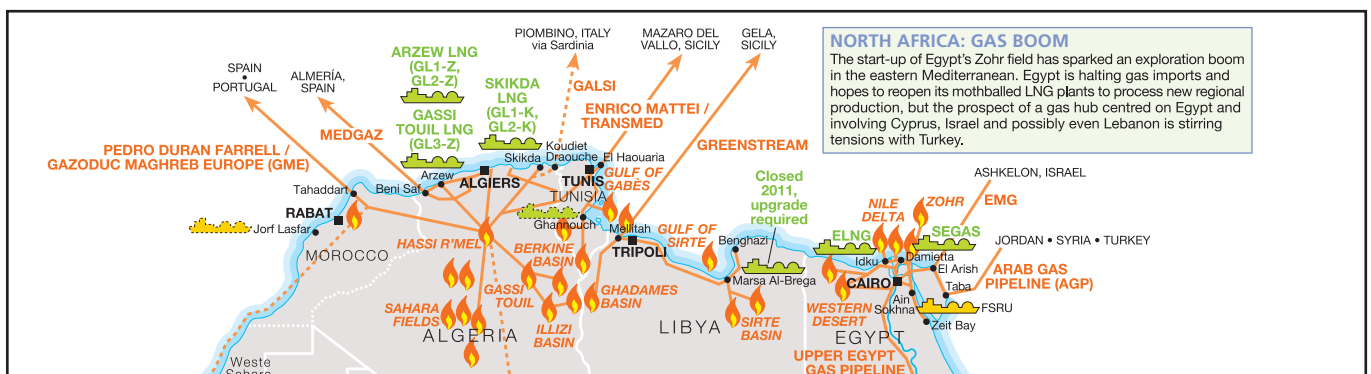 NORTH AFRICA: GAS BOOM
The start-up of Egypt's Zohr field has sparked an exploration boom
in the eastern Mediterranean. Egypt is halting gas imports and
hopes to reopen its mothballed LNG plants to process new regional
production, but the prospect of a gas hub centred on Egypt and
involving Cyprus, Israel and possibly even Lebanon is stirring
tensions with Turkey.
SPAIN
•
PORTUGAL
ALMERÍA,
SPAIN
ARZEW LNG
(GL1-Z,
GL2-Z)
GASSI
TOUIL LNG
(GL3-Z)
SKIKDA
LNG
(GL1-K,
GL2-K)
PIOMBINO, ITALY
via Sardinia
MAZARO DEL
VALLO, SICILY
GELA,
SICILY
GALSI
ENRICO MATTEI /
TRANSMED
GREENSTREAM
MEDGAZ
PEDRO DURAN FARRELL /
GAZODUC MAGHREB EUROPE (GME)
Tahaddart
Beni Saf
Arzew
ALGIERS
Skikda
Koudiet
Draouche
El Haouaria
TUNIS
TUNISIA
GULF OF
GABÈS
Ghannouch
RABAT
Jorf Lasfar
MOROCCO
HASSI R'MEL
BERKINE
BASIN
Mellitah
TRIPOLI
GULF OF
SIRTE
Benghazi
Closed
2011,
upgrade
required
Marsa Al-Brega
SAHARA
FIELDS
GASSI
TOUIL
ILLIZI
BASIN
GHADAMES
BASIN
ALGERIA
LIBYA
SIRTE
BASIN
ELNG
NILE
DELTA
ZOHR
SEGAS
ASHKELON, ISRAEL
EMG
JORDAN • SYRIA • TURKEY
ARAB GAS
PIPELINE (AGP)
Idku
Damietta
El Arish
CAIRO
Taba
Ain
Sokhna
FSRU
Zeit Bay
WESTERN
DESERT
EGYPT
UPPER EGYPT
GAS PIPELINE
Weste
Sahara